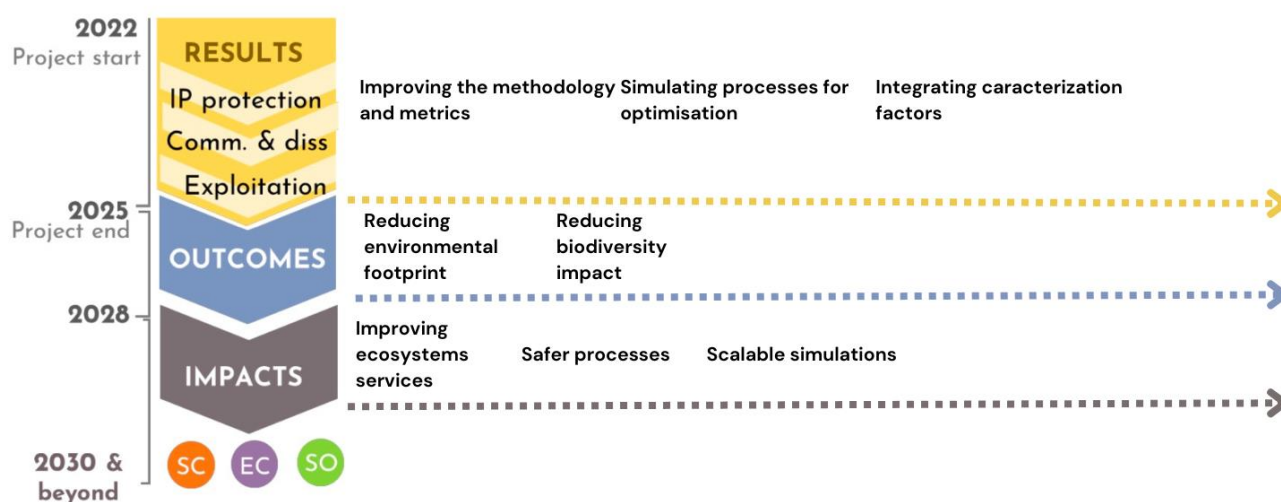 2022
Project start
RESULTS
IP protection
Comm. & diss
Exploitation
Improving the methodology
and metrics
Simulating processes for
optimisation
Integrating caracterization
factors
2025
Project end
OUTCOMES
Reducing
environmental
footprint
Reducing
biodiversity
impact
2028
IMPACTS
Improving
ecosystems
services
Safer processes
Scalable simulations
2030 &
beyond
SC
EC
SO